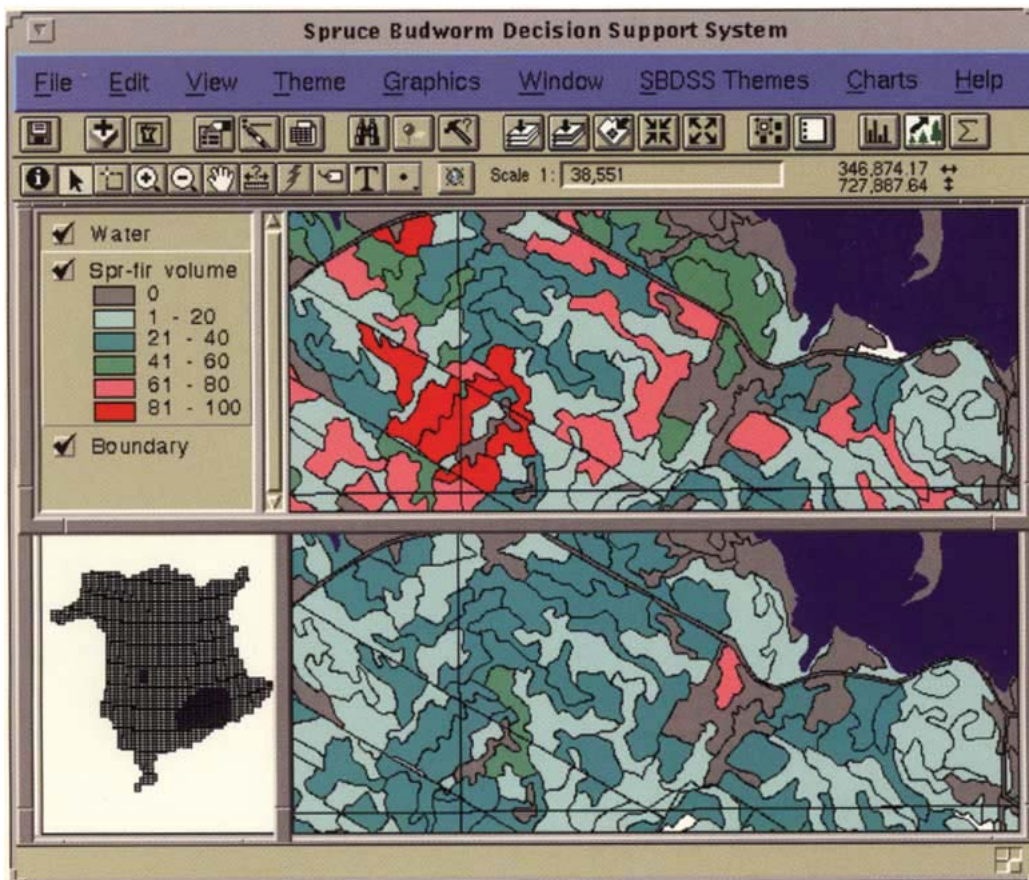 Spruce Budworm Decision Support System
File Edit View Theme Graphics Window SBDSS Themes Charts Help
T Scale 1: 38,551 346,874.17
727,887.64
Water
Spr-fir volume
0
1 - 20
21 - 40
41 - 60
61 - 80
81 - 100
Boundary